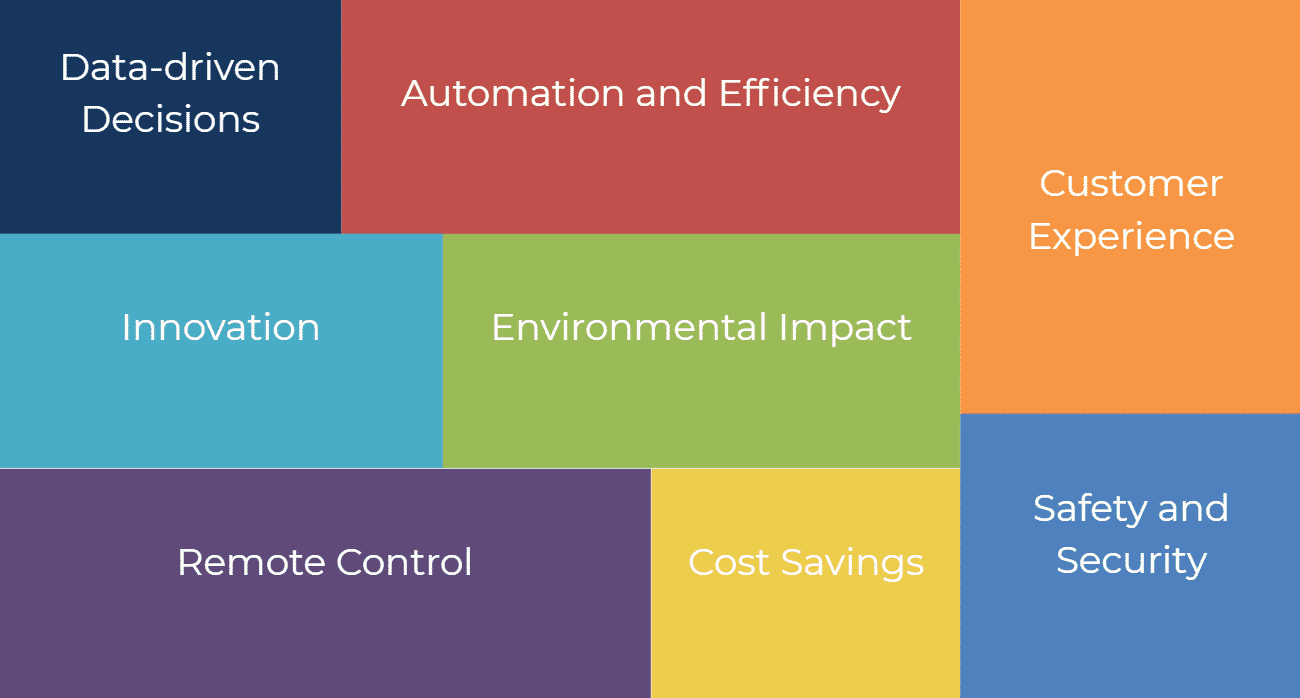 Data-driven
Decisions
Automation and Efficiency
Customer
Experience
Innovation
Environmental Impact
Remote Control
Cost Savings
Safety and
Security